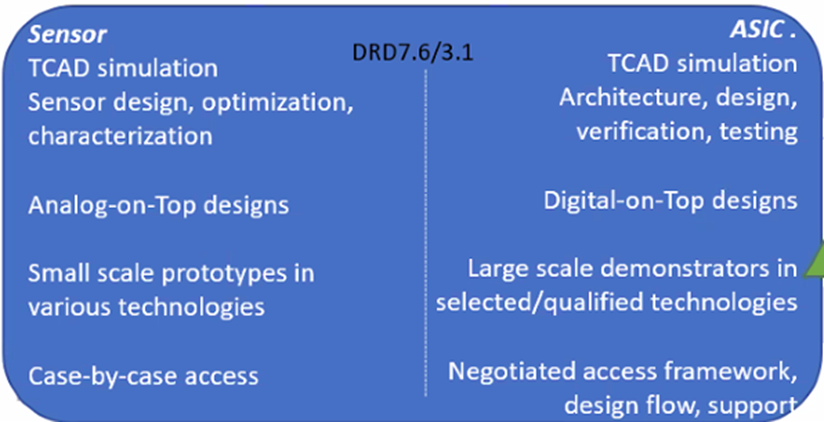 Sensor
TCAD simulation
Sensor design, optimization,
characterization
Analog-on-Top designs
Small scale prototypes in
various technologies
Case-by-case access
DRD7.6/3.1
ASIC .
TCAD simulation
Architecture, design,
verification, testing
Digital-on-Top designs
Large scale demonstrators in
selected/qualified technologies
Negotiated access framework,
design flow, support